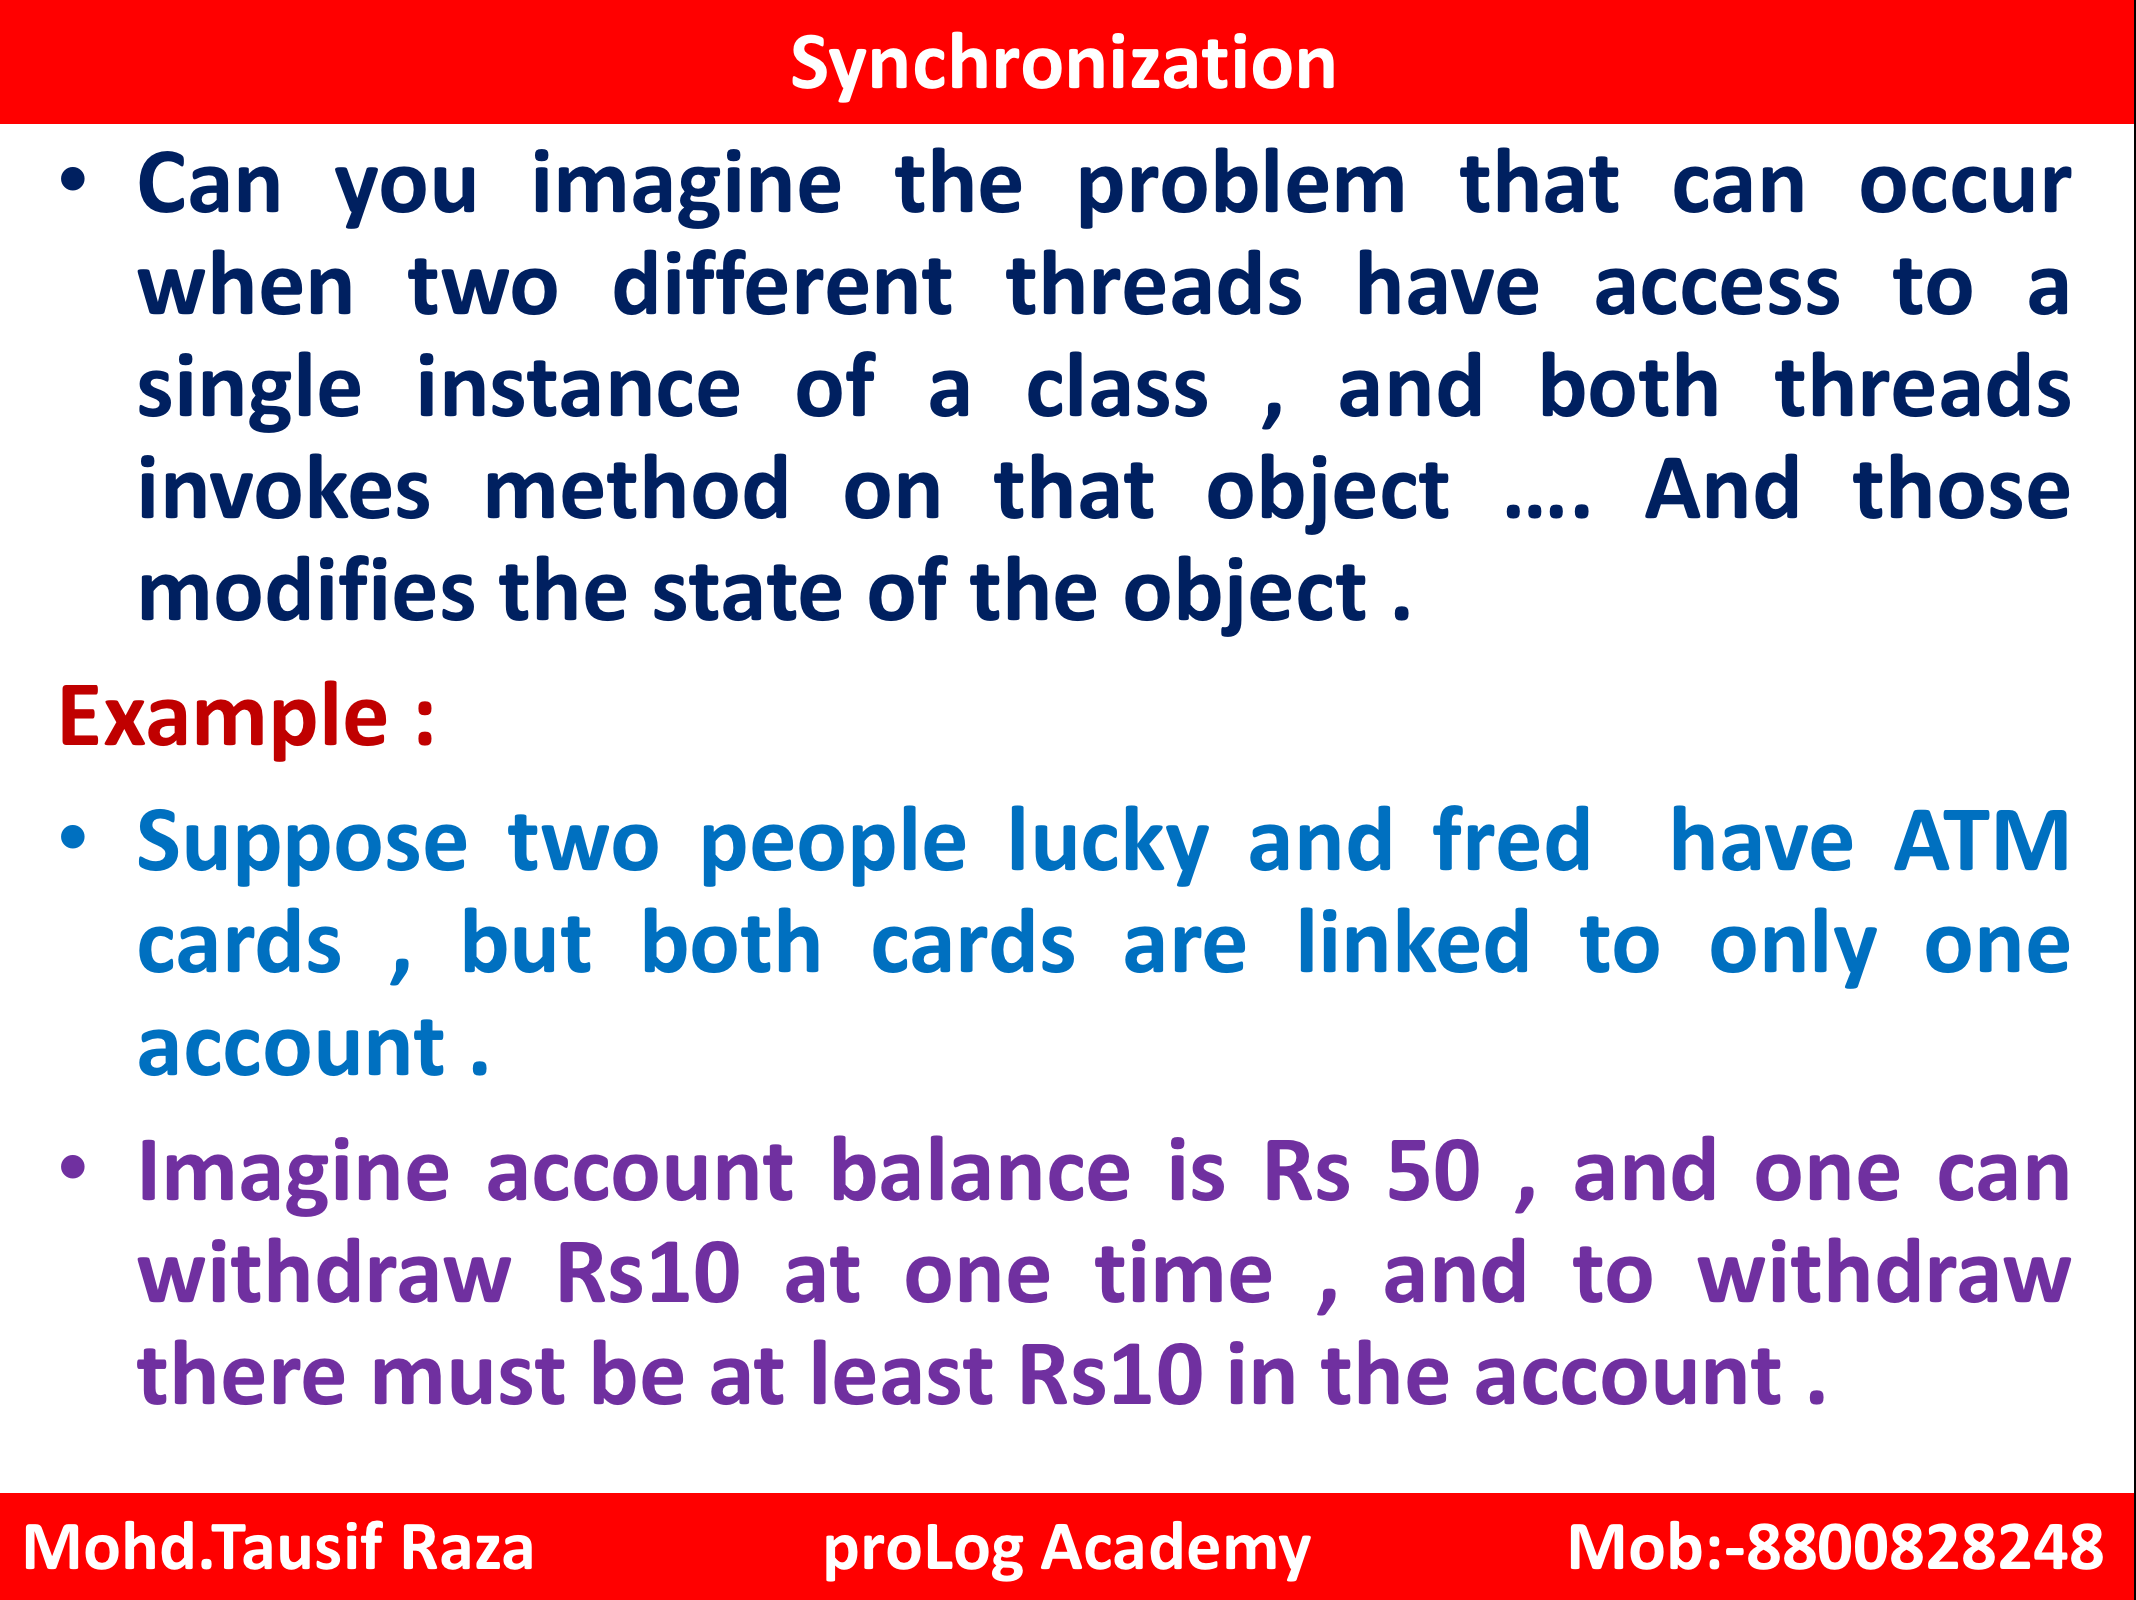 Synchronization
• Can you imagine the problem that can occur
when two different threads have access to a
single instance of a class , and both threads
invokes method on that object .... And those
modifies the state of the object .
Example :
• Suppose two people lucky and fred  have ATM
cards , but both cards are linked to only one
account .
• Imagine account balance is Rs 50 , and one can
withdraw Rs10 at one time , and to withdraw
there must be at least Rs10 in the account .
Mohd.Tausif Raza proLog Academy Mob:-8800828248